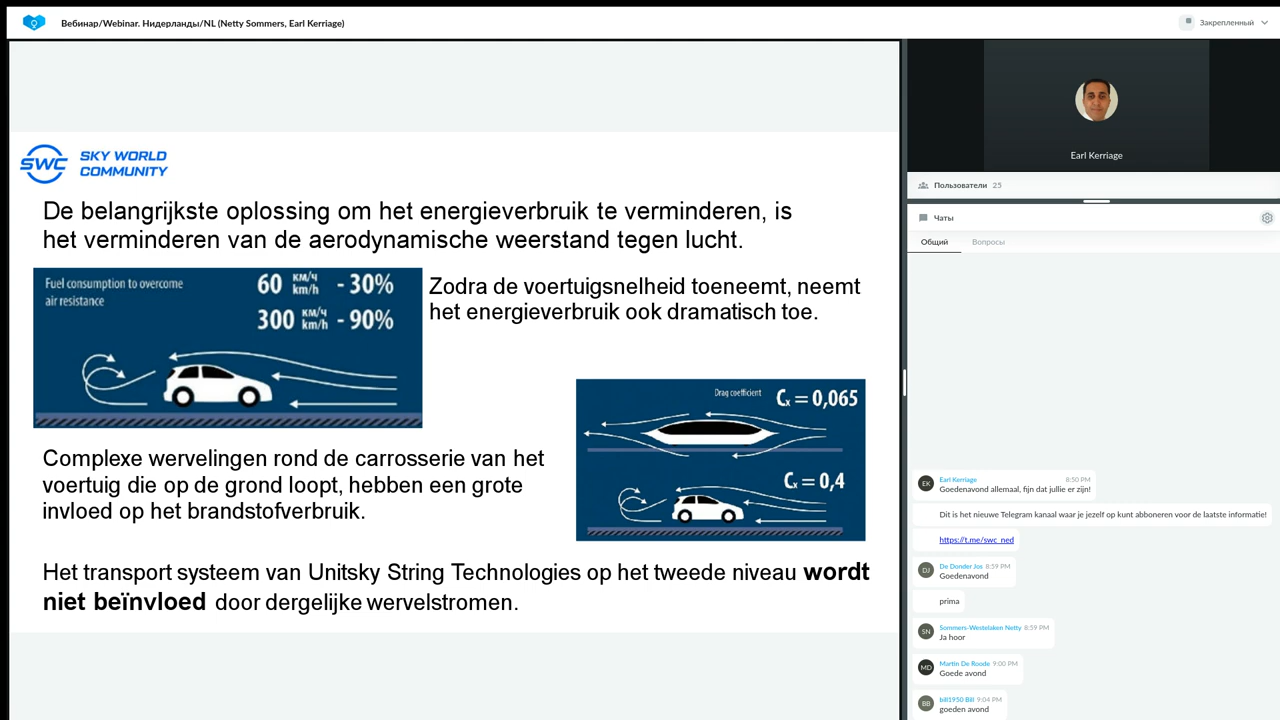 Вебинар/Webinar. Нидерланды/NL (Netty Sommers, Earl Kerriage)
Закрепленный
SWC
SKY WORLD
COMMUNITY
De belangrijkste oplossing om het energieverbruik te verminderen, is
het verminderen van de aerodynamische weerstand tegen lucht.
Fuel consumption to overcome
air resistance
60 км/ч km/h - 30%
300 км/ч km/h - 90%
Zodra de voertuigsnelheid toeneemt, neemt
het energieverbruik ook dramatisch toe.
Drag coefficient Cx = 0,065
Cx = 0,4
Complexe wervelingen rond de carrosserie van het
voertuig die op de grond loopt, hebben een grote
invloed op het brandstofverbruik.
Het transport systeem van Unitsky String Technologies op het tweede niveau wordt
niet beïnvloed door dergelijke wervelstromen.
Earl Kerriage
Пользователи 25
Чаты
Общий Вопросы
EK
Earl Kerriage 8:50 PM
Goedenavond allemaal, fijn dat jullie er zijn!
Dit is het nieuwe Telegram kanaal waar je jezelf op kunt abboneren voor de laatste informatie!
https://t.me/swc_ned
DJ
De Donder Jos 8:59 PM
Goedenavond
prima
SN
Sommers-Westelaken Netty 8:59 PM
Ja hoor
MD
Martin De Roode 9:00 PM
Goede avond
BB
bill1950 Bill 9:04 PM
goeden avond